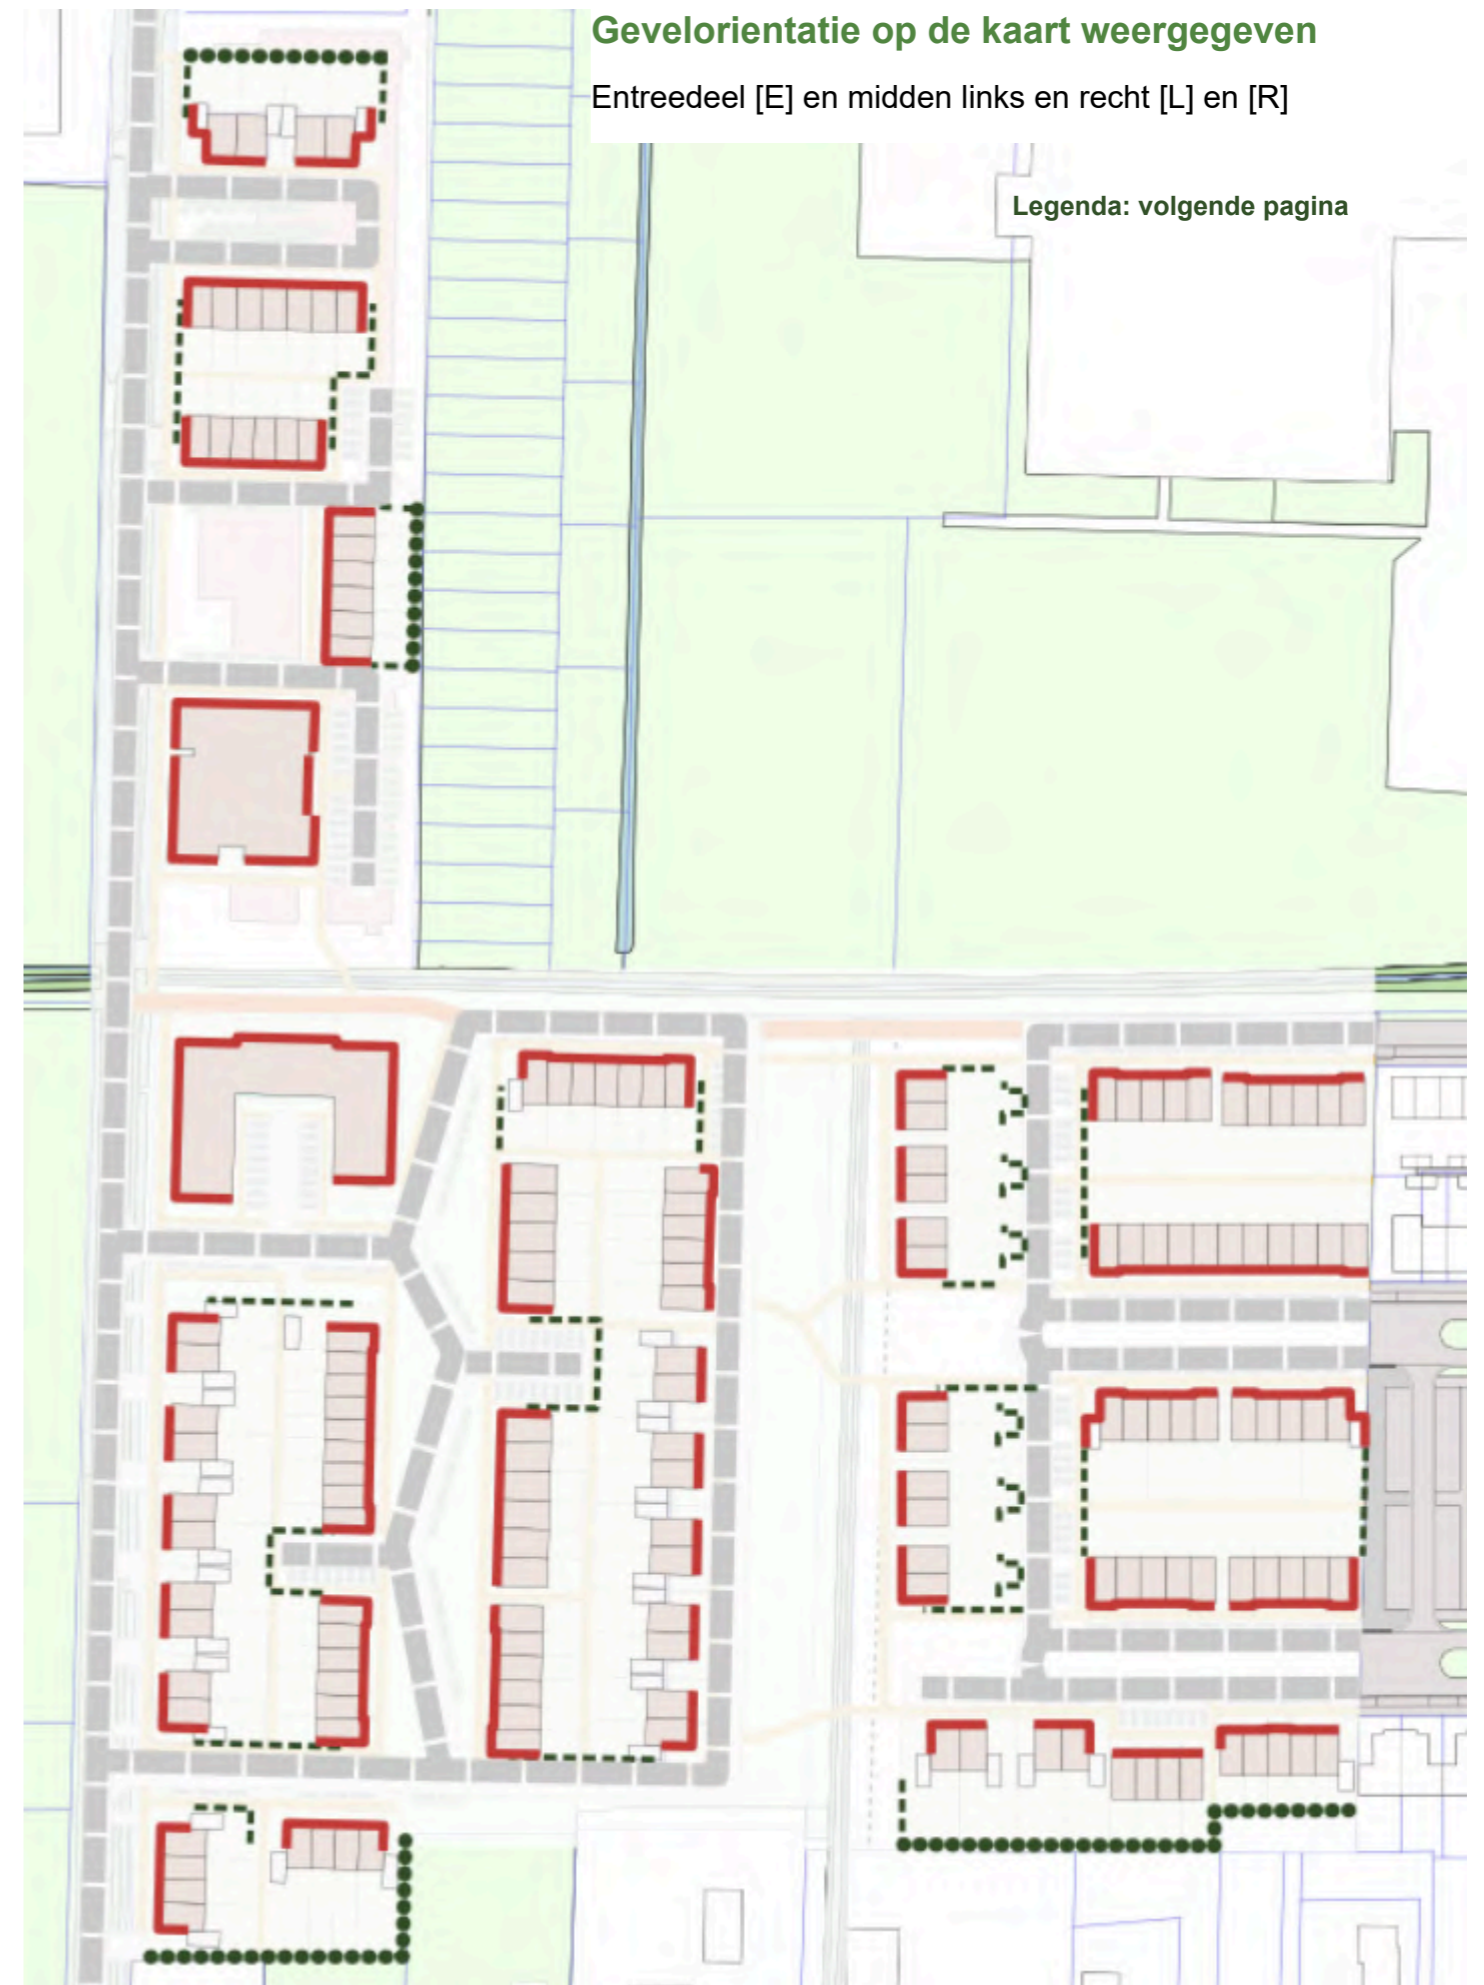 Gevelorientatie op de kaart weergegeven
Entreedeel [E] en midden links en recht [L] en [R]
Legenda: volgende pagina